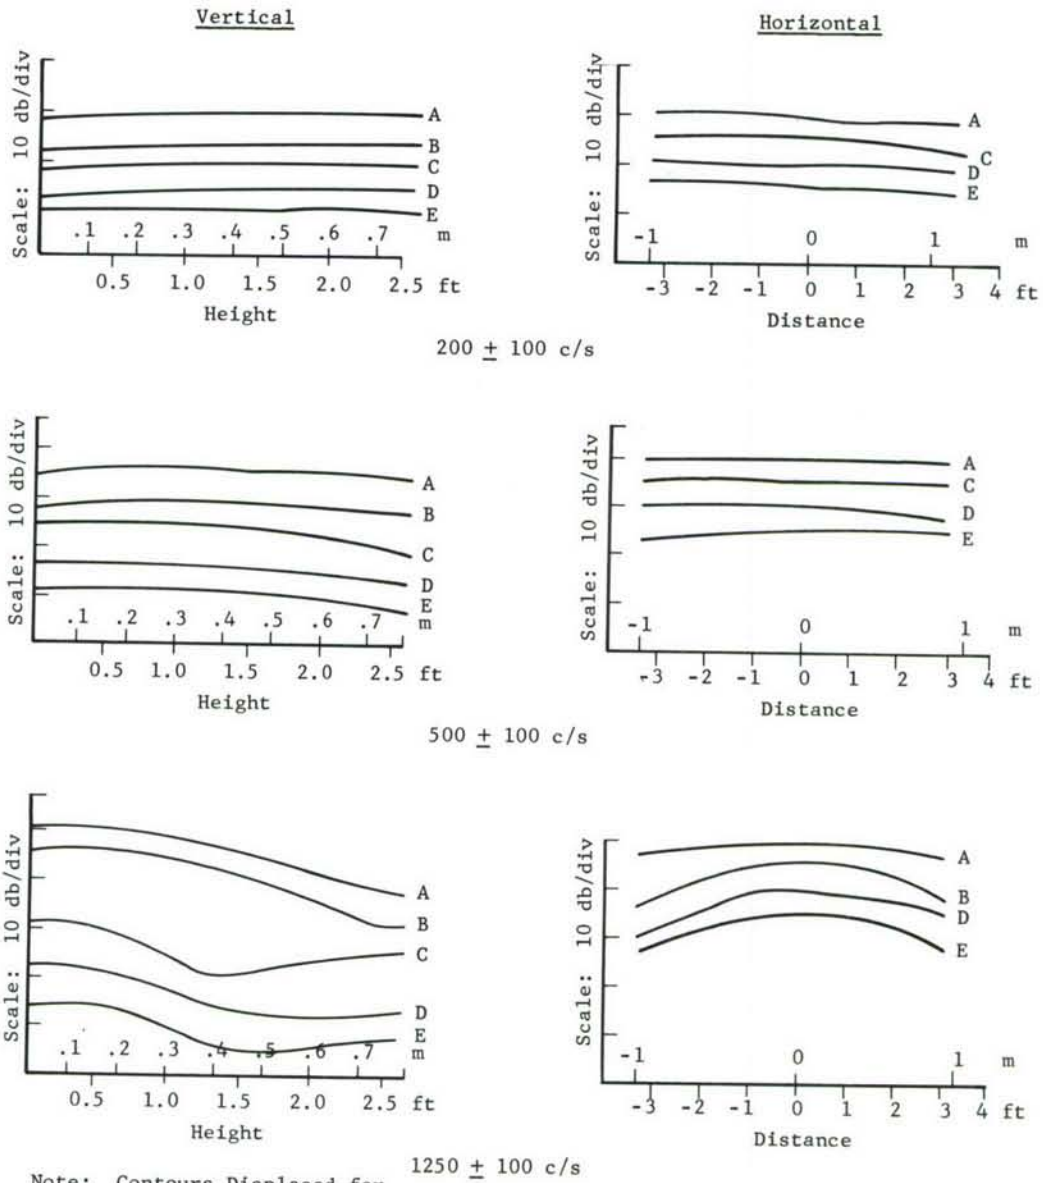 Vertical
Horizontal
Scale: 10 db/div
A
B
C
D
E
.1 .2 .3 .4 .5 .6 .7 m
0.5 1.0 1.5 2.0 2.5 ft
Height
Scale: 10 db/div
A
C
D
E
-1 0 1 m
-3 -2 -1 0 1 2 3 4 ft
Distance
200 ± 100 c/s
Scale: 10 db/div
A
B
C
D
E
.1 .2 .3 .4 .5 .6 .7 m
0.5 1.0 1.5 2.0 2.5 ft
Height
Scale: 10 db/div
A
C
D
E
-1 0 1 m
-3 -2 -1 0 1 2 3 4 ft
Distance
500 ± 100 c/s
Scale: 10 db/div
A
B
C
D
E
.1 .2 .3 .4 .5 .6 .7 m
0.5 1.0 1.5 2.0 2.5 ft
Height
Scale: 10 db/div
A
B
D
E
-1 0 1 m
-3 -2 -1 0 1 2 3 4 ft
Distance
1250 ± 100 c/s
Note: Contours Displaced for